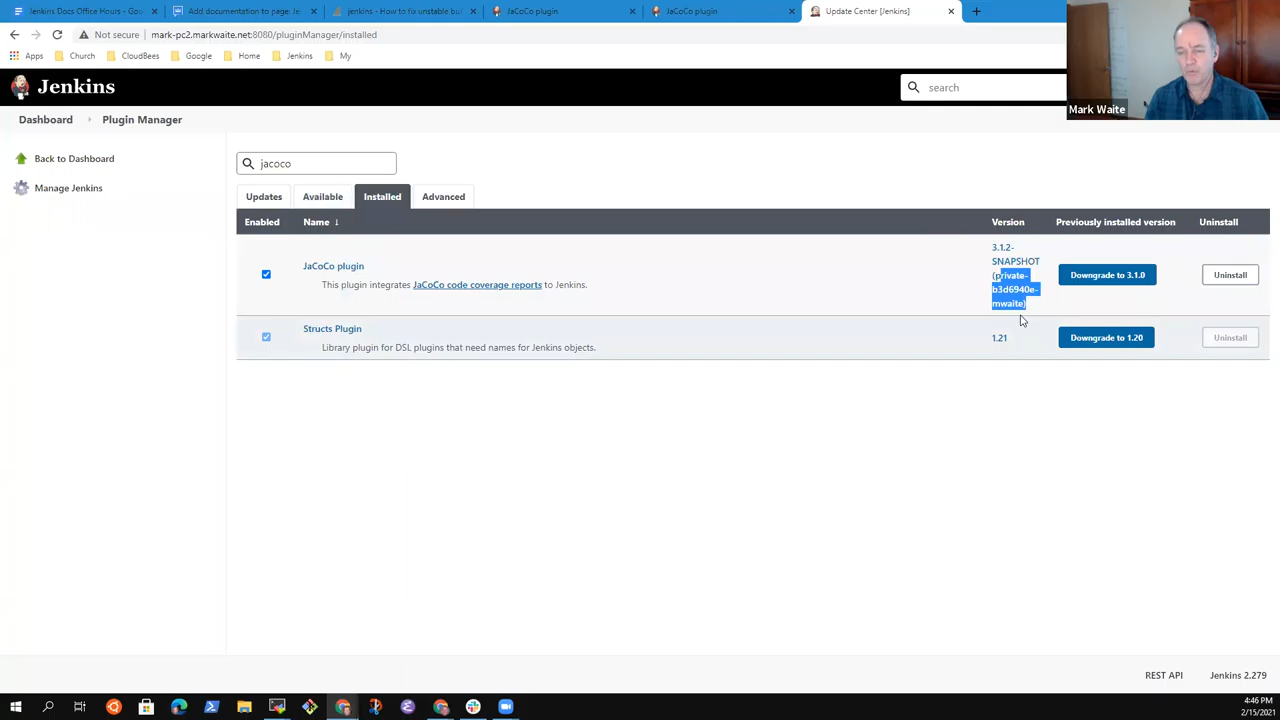 Jenkins Docs Office Hours - Goo
Add documentation to page: Je
jenkins - How to fix unstable bui
JaCoCo plugin
JaCoCo plugin
Update Center [Jenkins]
Not secure
mark-pc2.markwaite.net:8080/pluginManager/installed
Apps
Church
CloudBees
Google
Home
Jenkins
My
Mark Waite
Jenkins
search
Dashboard
Plugin Manager
Back to Dashboard
Manage Jenkins
jacoco
Updates
Available
Installed
Advanced
Enabled
Name ↓
Version
Previously installed version
Uninstall
JaCoCo plugin
This plugin integrates JaCoCo code coverage reports to Jenkins.
3.1.2-
SNAPSHOT
(private-
b3d6940e-
mwaite)
Downgrade to 3.1.0
Uninstall
Structs Plugin
Library plugin for DSL plugins that need names for Jenkins objects.
1.21
Downgrade to 1.20
Uninstall
REST API
Jenkins 2.279
4:46 PM
2/15/2021